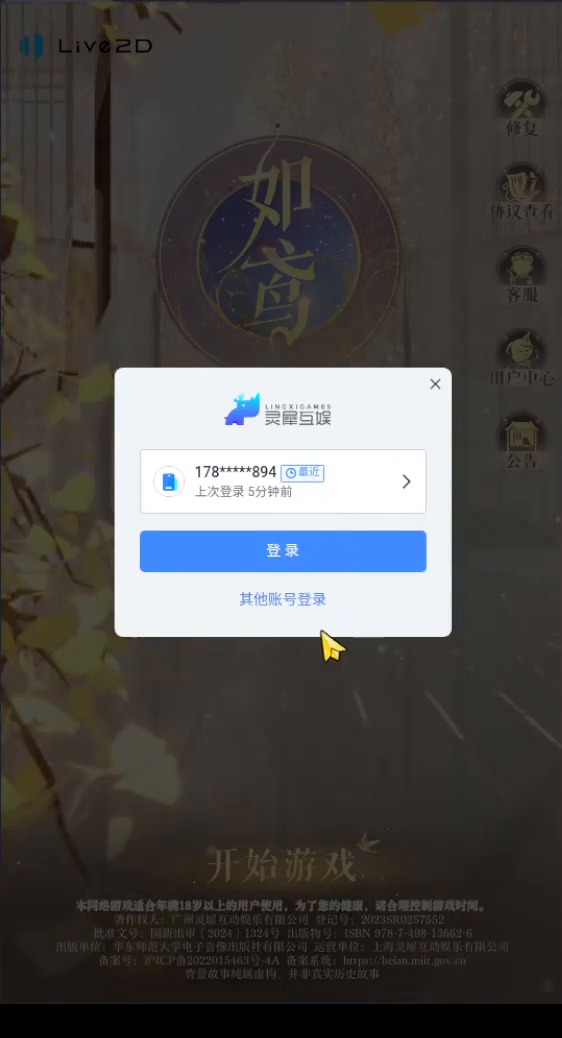 Live2D
修复
如鸢
协议查看
客服
用户中心
公告
LINGXIGAMES
灵犀互娱
178*****894 最近
上次登录 5分钟前
登录
其他账号登录
开始游戏
本网络游戏适合年满18岁以上的用户使用，为了您的健康，请合理控制游戏时间。
著作权人：广州灵犀互动娱乐有限公司 登记号：2023SR0257552
批准文号：国新出审［2024］1324号 出版物号：ISBN 978-7-498-13662-6
出版单位：华东师范大学电子音像出版社有限公司 运营单位：上海灵犀互动娱乐有限公司
备案号：沪ICP备2022015463号-4A 备案系统：https://beian.miit.gov.cn
背景故事纯属虚构，并非真实历史故事